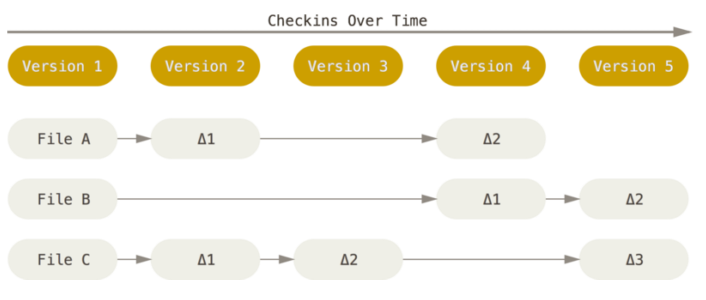 Checkins Over Time
Version 1 Version 2 Version 3 Version 4 Version 5
File A Δ1 Δ2
File B Δ1 Δ2
File C Δ1 Δ2 Δ3